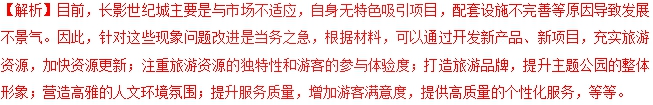 【解析】目前，长影世纪城主要是与市场不适应，自身无特色吸引项目，配套设施不完善等原因导致发展
不景气。因此，针对这些现象问题改进是当务之急，根据材料，可以通过开发新产品、新项目，充实旅游
资源，加快资源更新；注重旅游资源的独特性和游客的参与体验度；打造旅游品牌，提升主题公园的整体
形象；营造高雅的人文环境氛围；提升服务质量，增加游客满意度，提供高质量的个性化服务，等等。